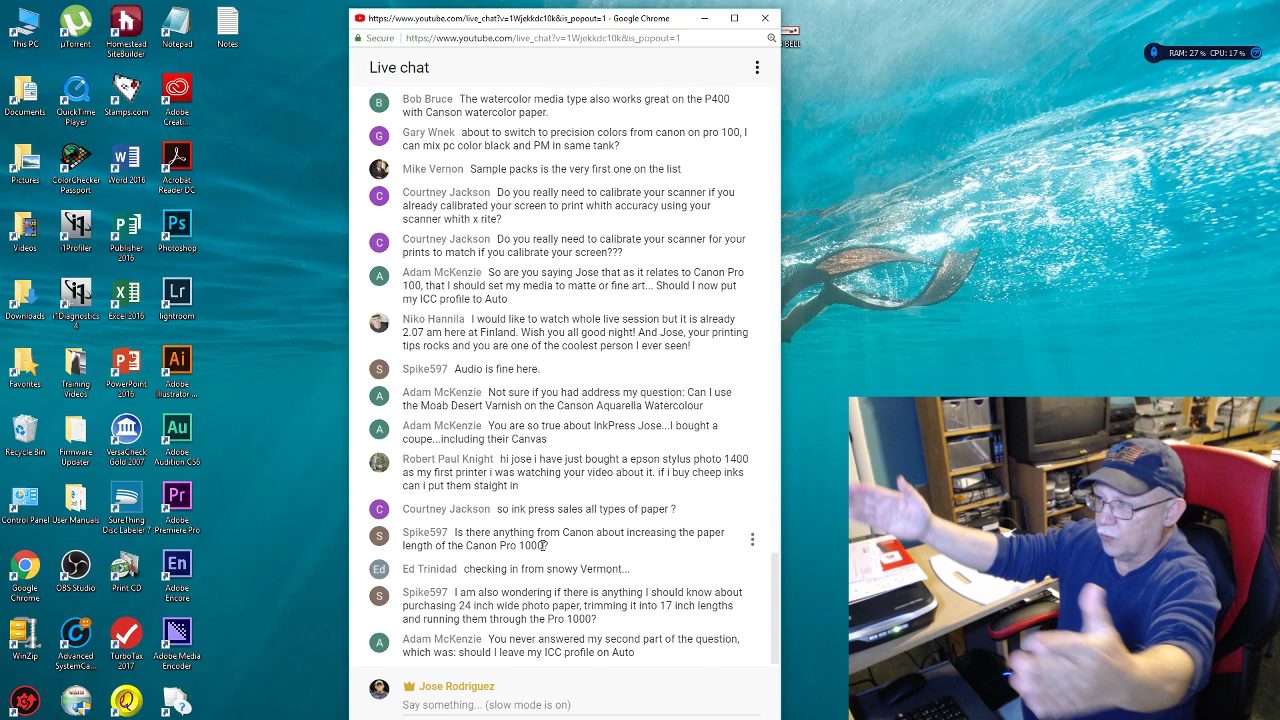 https://www.youtube.com/live_chat?v=1Wjekkdc10k&is_popout=1 - Google Chrome
Secure
https://www.youtube.com/live_chat?v=1Wjekkdc10k&is_popout=1
Live chat
Bob Bruce The watercolor media type also works great on the P400
with Canson watercolor paper.
Gary Wnek about to switch to precision colors from canon on pro 100, I
can mix pc color black and PM in same tank?
Mike Vernon Sample packs is the very first one on the list
Courtney Jackson Do you really need to calibrate your scanner if you
already calibrated your screen to print whith accuracy using your
scanner whith x rite?
Courtney Jackson Do you really need to calibrate your scanner for your
prints to match if you calibrate your screen???
Adam McKenzie So are you saying Jose that as it relates to Canon Pro
100, that I should set my media to matte or fine art... Should I now put
my ICC profile to Auto
Niko Hannila I would like to watch whole live session but it is already
2.07 am here at Finland. Wish you all good night! And Jose, your printing
tips rocks and you are one of the coolest person I ever seen!
Spike597 Audio is fine here.
Adam McKenzie Not sure if you had address my question: Can I use
the Moab Desert Varnish on the Canson Aquarella Watercolour
Adam McKenzie You are so true about InkPress Jose...I bought a
coupe...including their Canvas
Robert Paul Knight hi jose i have just bought a epson stylus photo 1400
as my first printer i was watching your video about it. if i buy cheep inks
can i put them staight in
Courtney Jackson so ink press sales all types of paper ?
Spike597 Is there anything from Canon about increasing the paper
length of the Canon Pro 1000?
Ed Trinidad checking in from snowy Vermont...
Spike597 I am also wondering if there is anything I should know about
purchasing 24 inch wide photo paper, trimming it into 17 inch lengths
and running them through the Pro 1000?
Adam McKenzie You never answered my second part of the question,
which was: should I leave my ICC profile on Auto
Jose Rodriguez
Say something... (slow mode is on)
This PC
µTorrent
Homestead
SiteBuilder
Notepad
Notes
Documents
QuickTime
Player
Stamps.com
Adobe
Creati...
Pictures
ColorChecker
Passport
Word 2016
Acrobat
Reader DC
Videos
i1Profiler
Publisher
2016
Photoshop
Downloads
i1Diagnostics
4
Excel 2016
lightroom
Favorites
Training
Videos
PowerPoint
2016
Adobe
Illustrator ...
Recycle Bin
Firmware
Updater
VersaCheck
Gold 2007
Adobe
Audition CS6
Control Panel
User Manuals
SureThing
Disc Labeler 7
Adobe
Premiere Pro
Google
Chrome
OBS Studio
Print CD
Adobe
Encore
WinZip
Advanced
SystemCa...
TurboTax
2017
Adobe Media
Encoder
BELL
RAM: 27% CPU: 17%